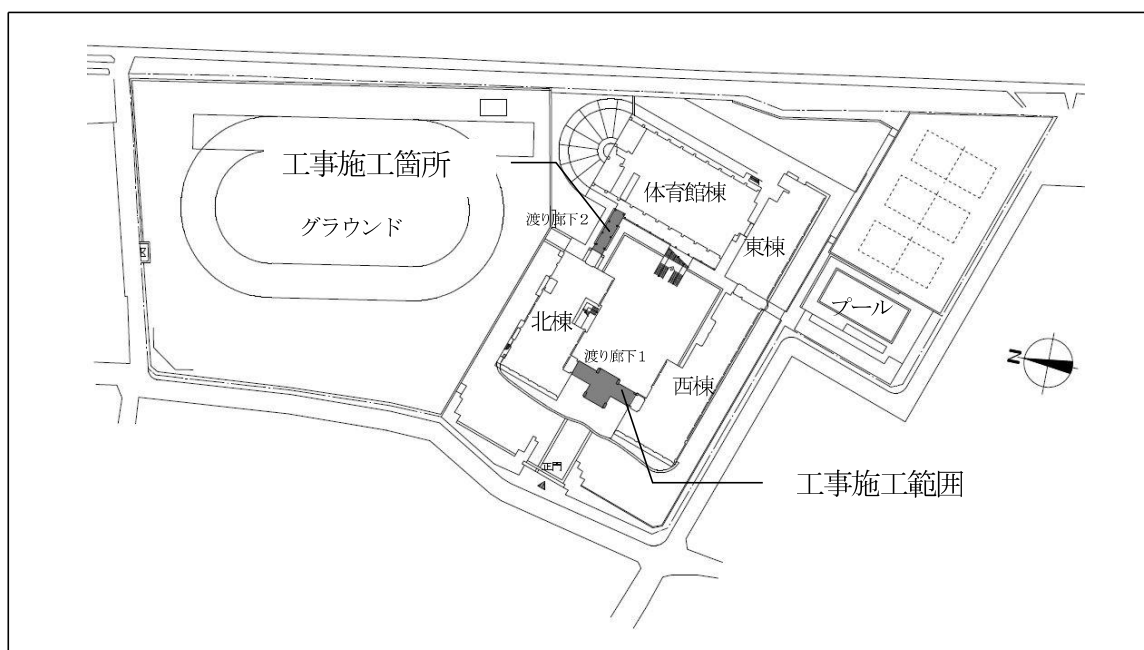 工事施工箇所
体育館棟
渡り廊下2
グラウンド
東棟
プール
北棟
渡り廊下1
西棟
N
正門
工事施工範囲